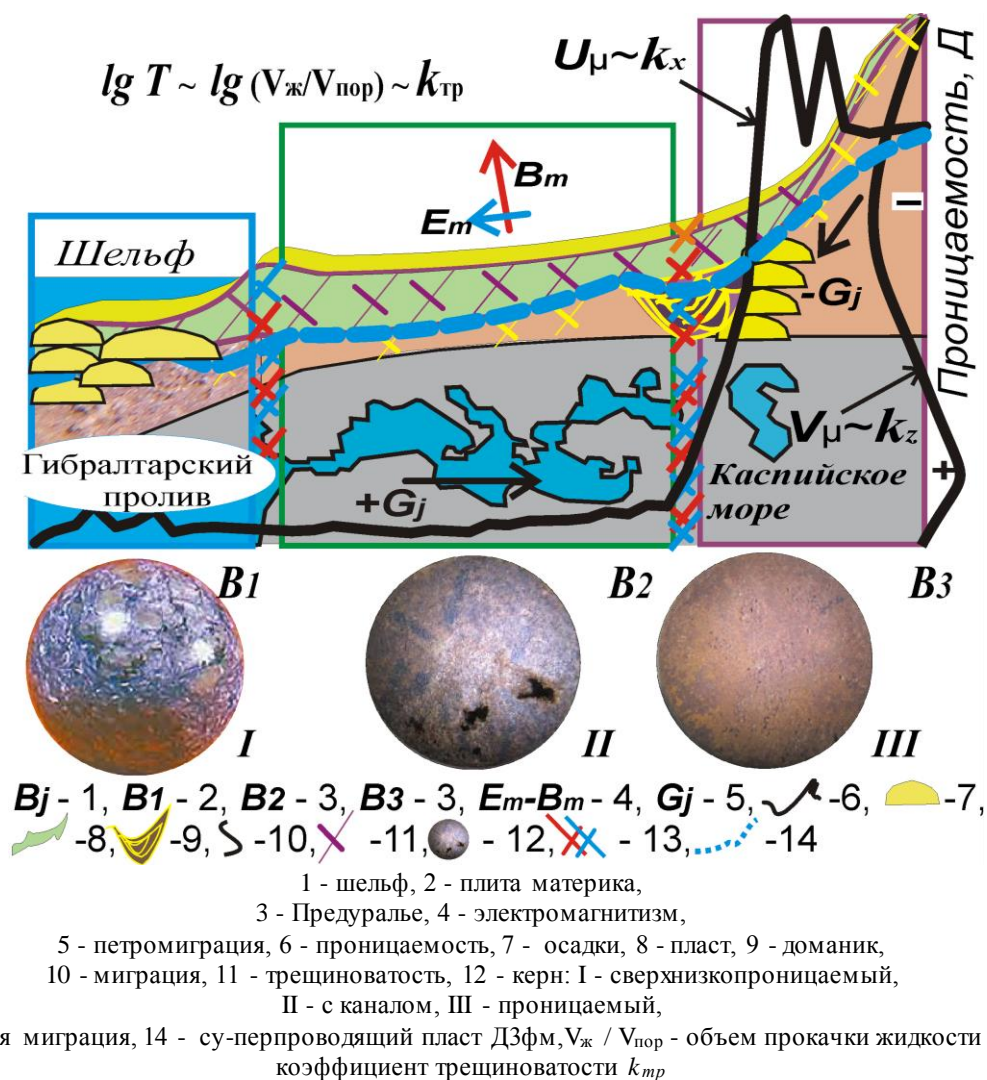 lg T ~ lg (Vж/Vпор) ~ kтр
Uμ~kx
Проницаемость, Д
Bm
Em
Шельф
-Gj
I
Vμ~kz
Гибралтарский
пролив
+Gj
Каспийское
море
+
B1
B2
B3
I
II
III
Bj - 1, B1 - 2, B2 - 3, B3 - 3, Em-Bm - 4, Gj - 5, -6, -7,
-8, -9, -10, -11, - 12, - 13, -14
1 - шельф, 2 - плита материка,
3 - Предуралье, 4 - электромагнитизм,
5 - петромиграция, 6 - проницаемость, 7 - осадки, 8 - пласт, 9 - доманик,
10 - миграция, 11 - трещиноватость, 12 - керн: I - сверхнизкопроницаемый,
II - с каналом, III - проницаемый,
я миграция, 14 - су-перпроводящий пласт Д3фм,Vж / Vпор - объем прокачки жидкости
коэффициент трещиноватости kтр